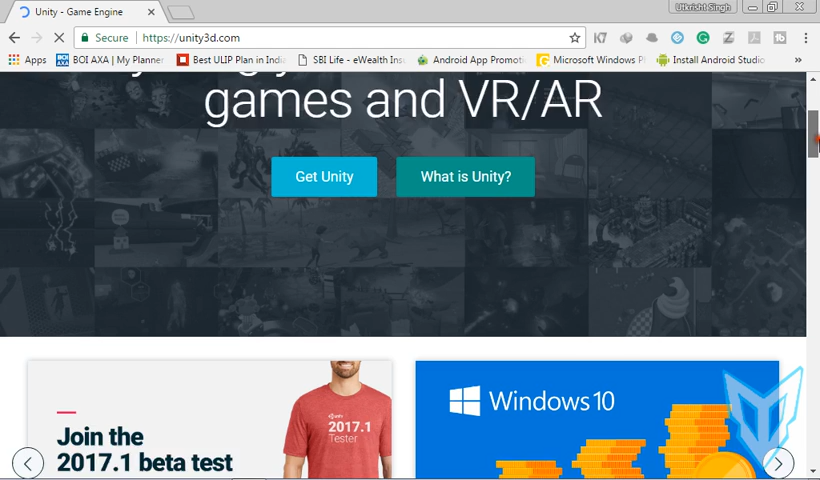 Unity - Game Engine
Utkrisht Singh
Secure https://unity3d.com
Apps BOI AXA | My Planner Best ULIP Plan in India SBI Life - eWealth Ins Android App Promoti Microsoft Windows P Install Android Studio
games and VR/AR
Get Unity What is Unity?
Join the
2017.1 beta test
2017.1
Tester
Windows 10